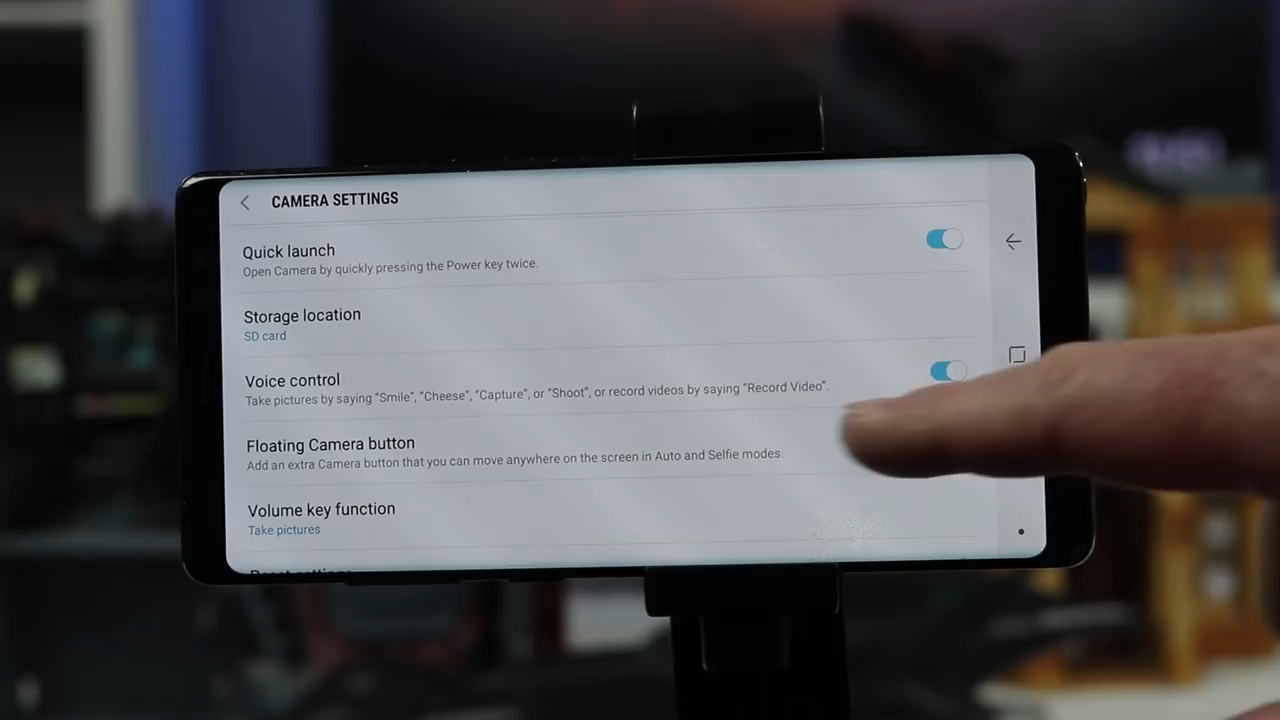 CAMERA SETTINGS
Quick launch
Open Camera by quickly pressing the Power key twice.
Storage location
SD card
Voice control
Take pictures by saying "Smile", "Cheese", "Capture", or "Shoot", or record videos by saying "Record Video".
Floating Camera button
Add an extra Camera button that you can move anywhere on the screen in Auto and Selfie modes.
Volume key function
Take pictures
Reset settings